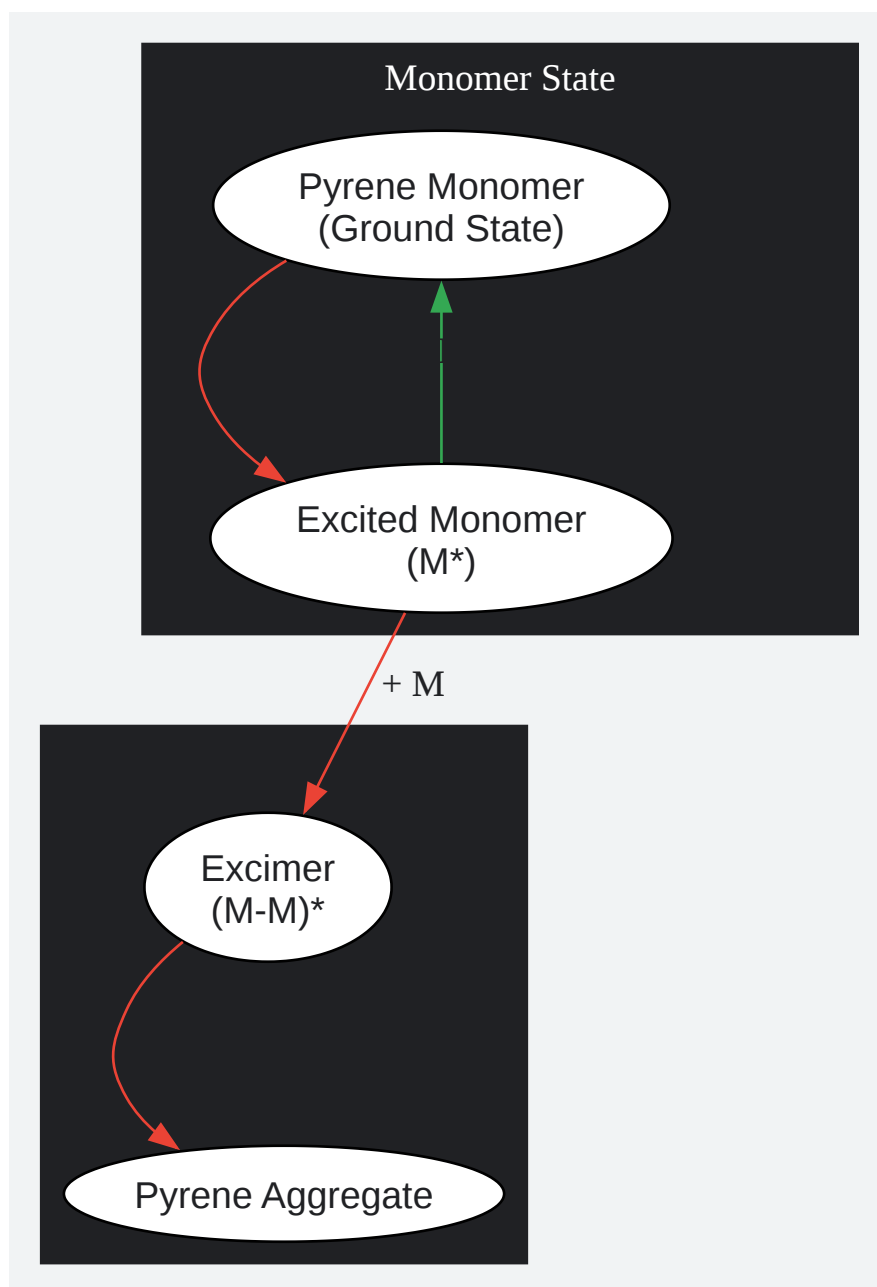 Monomer State
Pyrene Monomer
(Ground State)
Excited Monomer
(M*)
+ M
Excimer
(M-M)*
Pyrene Aggregate